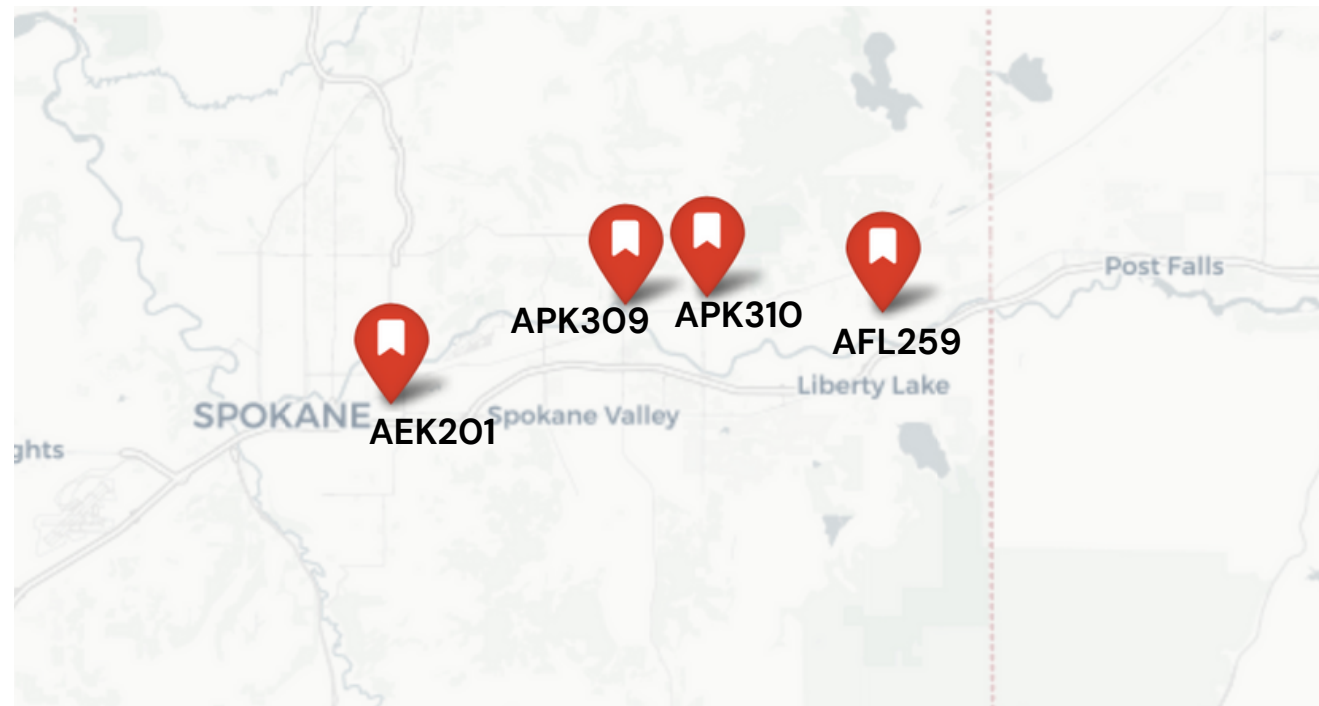 Post Falls
APK309
APK310
AFL259
Liberty Lake
SPOKANE
Spokane Valley
AEK201
ghts